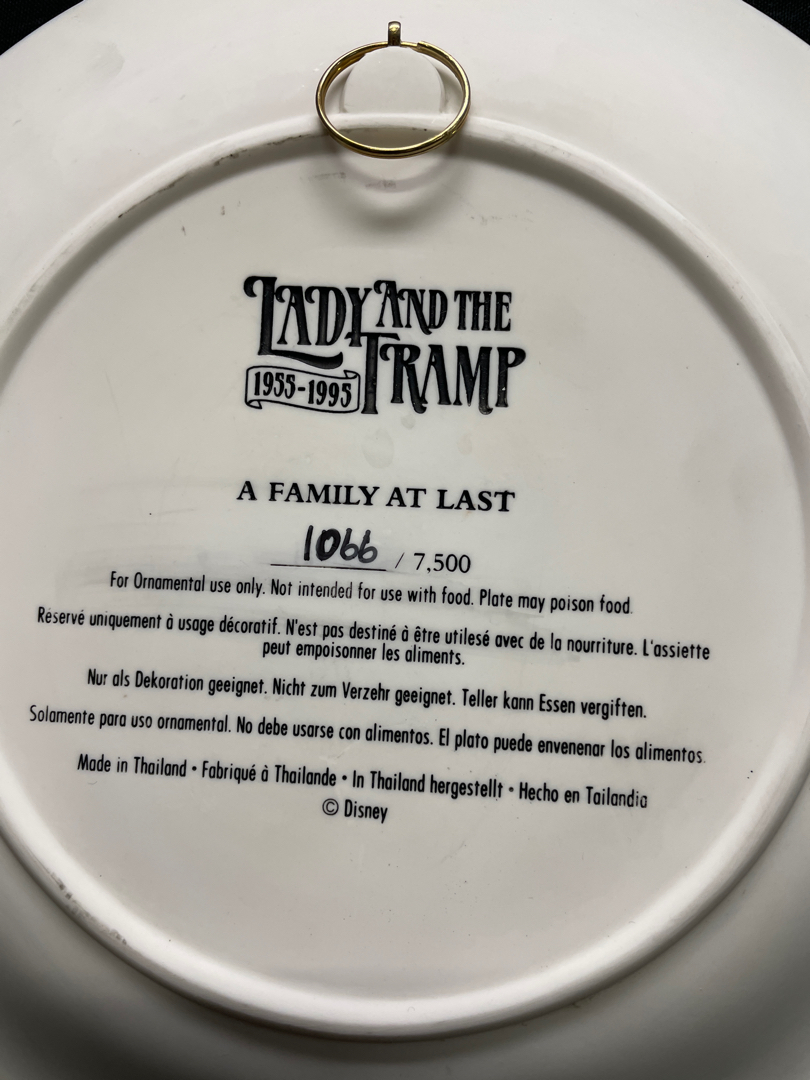 LADY AND THE
TRAMP
1955-1995
A FAMILY AT LAST
1066 / 7,500
For Ornamental use only. Not intended for use with food. Plate may poison food.
Réservé uniquement à usage décoratif. N'est pas destiné à être utilesé avec de la nourriture. L'assiette
peut empoisonner les aliments.
Nur als Dekoration geeignet. Nicht zum Verzehr geeignet. Teller kann Essen vergiften.
Solamente para uso ornamental. No debe usarse con alimentos. El plato puede envenenar los alimentos.
Made in Thailand • Fabriqué à Thailande • In Thailand hergestellt • Hecho en Tailandia
© Disney